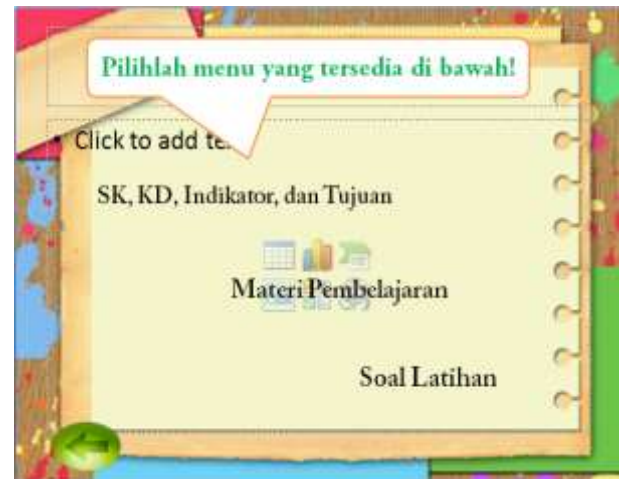 Pilihlah menu yang tersedia di bawah!
• Click to add te
SK, KD, Indikator, dan Tujuan
Materi Pembelajaran
Soal Latihan